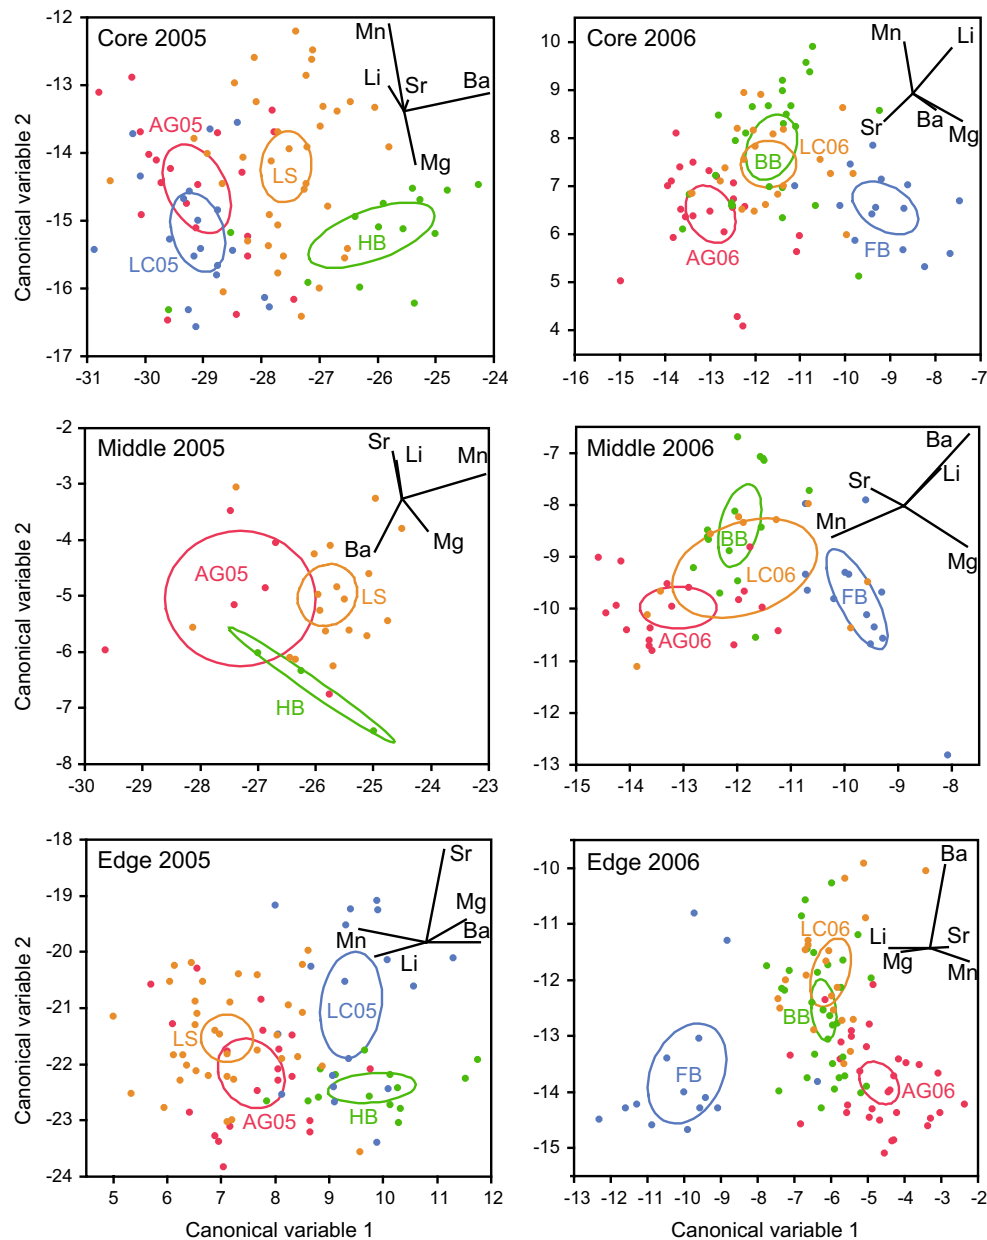 Core 2005
Mn
Li
Sr
Ba
Mg
AG05
LS
LC05
HB
-12
-13
-14
-15
-16
-17
-31
-30
-29
-28
-27
-26
-25
-24
Canonical variable 2
Core 2006
Mn
Li
Sr
Ba
Mg
LC06
BB
AG06
FB
10
9
8
7
6
5
4
-16
-15
-14
-13
-12
-11
-10
-9
-8
-7
Middle 2005
Sr
Li
Mn
Ba
Mg
AG05
LS
HB
-2
-3
-4
-5
-6
-7
-8
-30
-29
-28
-27
-26
-25
-24
-23
Canonical variable 2
Middle 2006
Ba
Li
Sr
Mn
Mg
BB
LC06
FB
AG06
-7
-8
-9
-10
-11
-12
-13
-15
-14
-13
-12
-11
-10
-9
-8
Edge 2005
Sr
Mg
Mn
Ba
Li
LC05
LS
AG05
HB
-18
-19
-20
-21
-22
-23
-24
5
6
7
8
9
10
11
12
Canonical variable 2
Canonical variable 1
Edge 2006
Ba
LC06
Li
Sr
Mg
Mn
BB
FB
AG06
-10
-11
-12
-13
-14
-15
-13
-12
-11
-10
-9
-8
-7
-6
-5
-4
-3
-2
Canonical variable 1